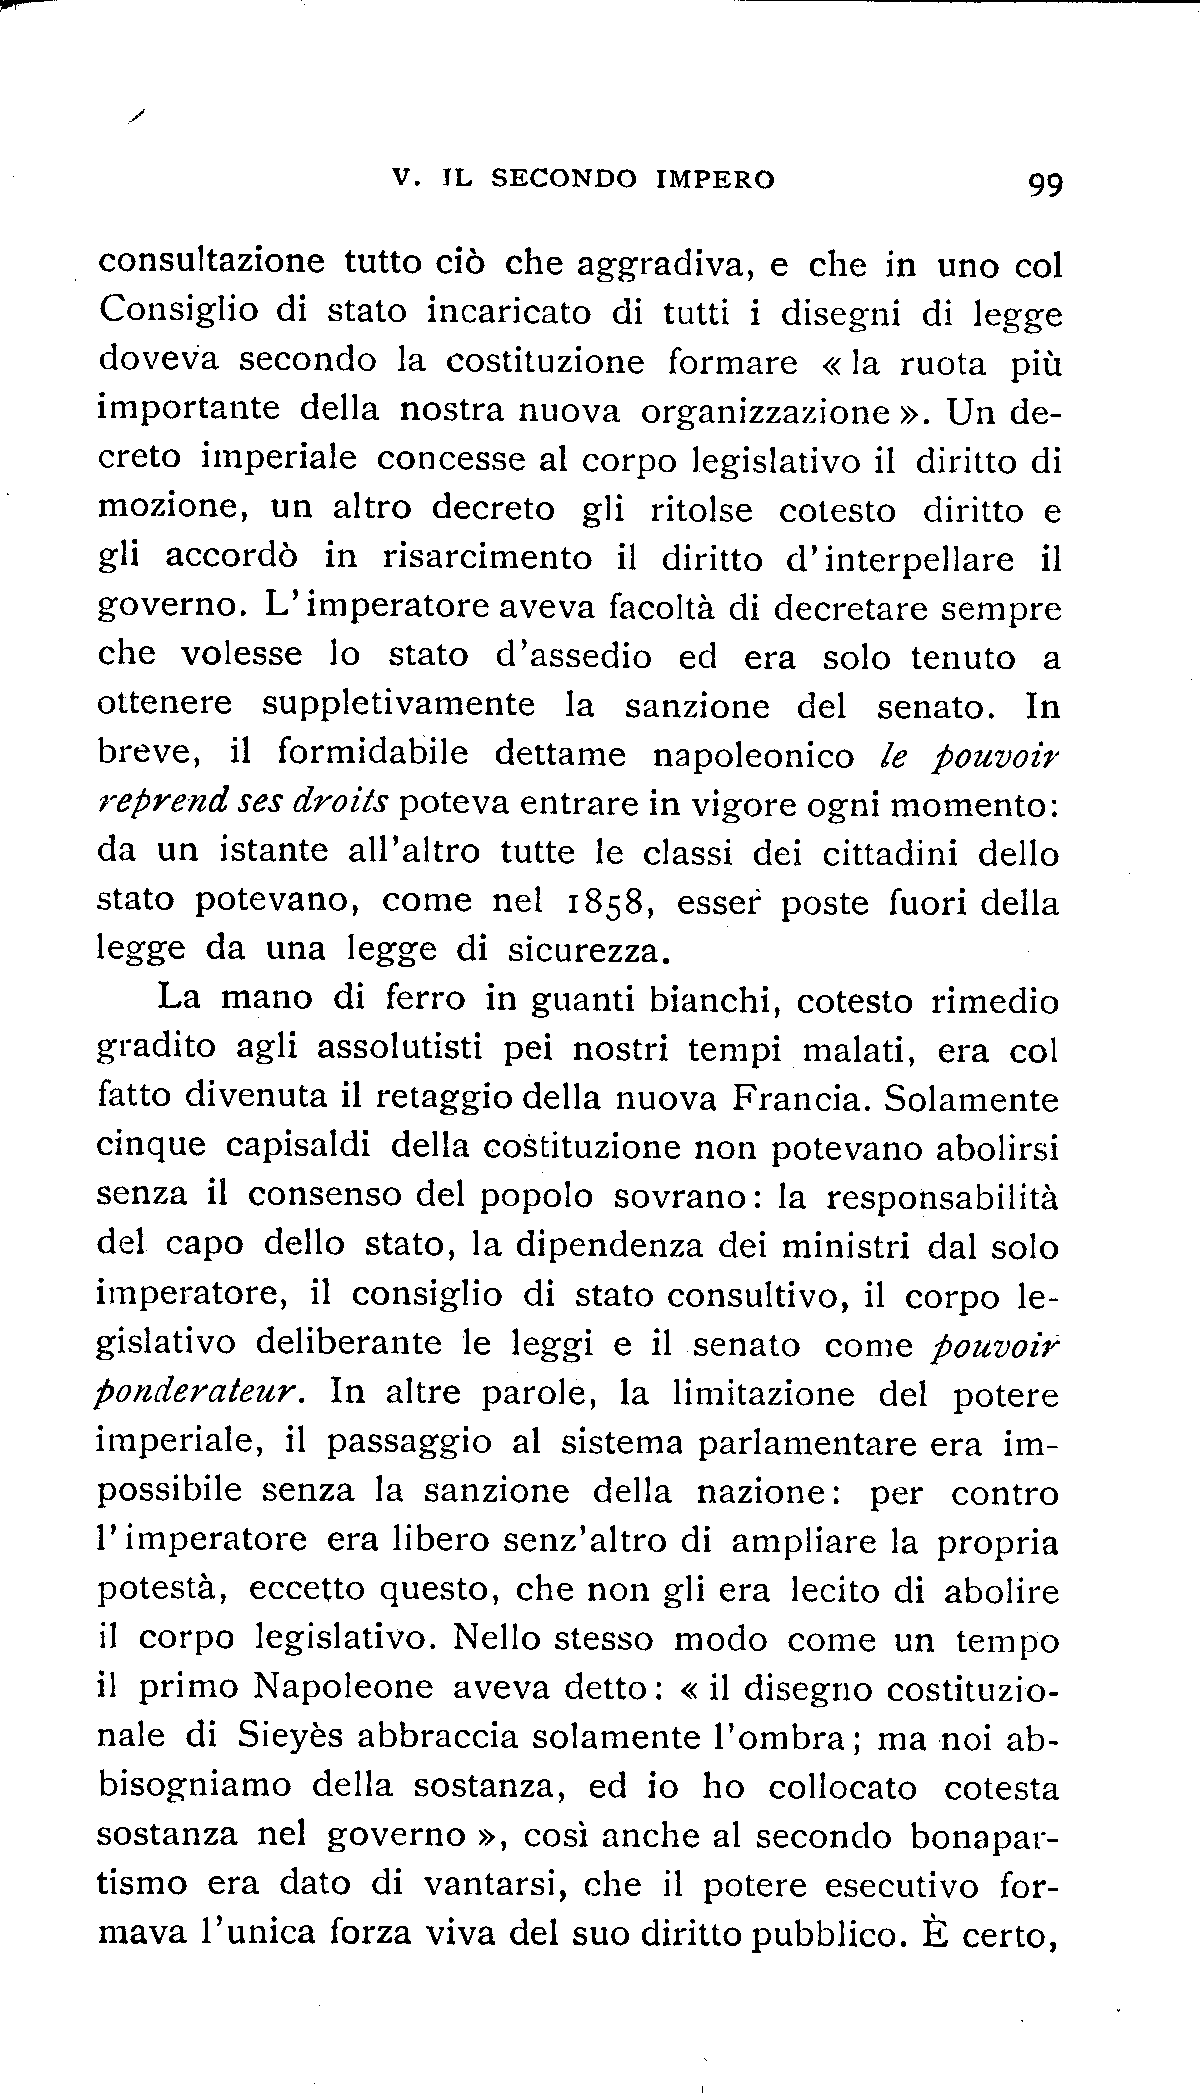 V. IL SECONDO IMPERO 99
consultazione tutto ciò che aggradiva, e che in uno col
Consiglio di stato incaricato di tutti i disegni di legge
doveva secondo la costituzione formare « la ruota più
importante della nostra nuova organizzazione ». Un de-
creto imperiale concesse al corpo legislativo il diritto di
mozione, un altro decreto gli ritolse cotesto diritto e
gli accordò in risarcimento il diritto d'interpellare il
governo. L'imperatore aveva facoltà di decretare sempre
che volesse lo stato d'assedio ed era solo tenuto a
ottenere suppletivamente la sanzione del senato. In
breve, il formidabile dettame napoleonico le pouvoir
reprend ses droits poteva entrare in vigore ogni momento:
da un istante all'altro tutte le classi dei cittadini dello
stato potevano, come nel 1858, esser poste fuori della
legge da una legge di sicurezza.
La mano di ferro in guanti bianchi, cotesto rimedio
gradito agli assolutisti pei nostri tempi malati, era col
fatto divenuta il retaggio della nuova Francia. Solamente
cinque capisaldi della costituzione non potevano abolirsi
senza il consenso del popolo sovrano: la responsabilità
del capo dello stato, la dipendenza dei ministri dal solo
imperatore, il consiglio di stato consultivo, il corpo le-
gislativo deliberante le leggi e il senato come pouvoir
ponderateur. In altre parole, la limitazione del potere
imperiale, il passaggio al sistema parlamentare era im-
possibile senza la sanzione della nazione: per contro
l'imperatore era libero senz'altro di ampliare la propria
potestà, eccetto questo, che non gli era lecito di abolire
il corpo legislativo. Nello stesso modo come un tempo
il primo Napoleone aveva detto: « il disegno costituzio-
nale di Sieyès abbraccia solamente l'ombra; ma noi ab-
bisogniamo della sostanza, ed io ho collocato cotesta
sostanza nel governo », così anche al secondo bonapar-
tismo era dato di vantarsi, che il potere esecutivo for-
mava l'unica forza viva del suo diritto pubblico. È certo,